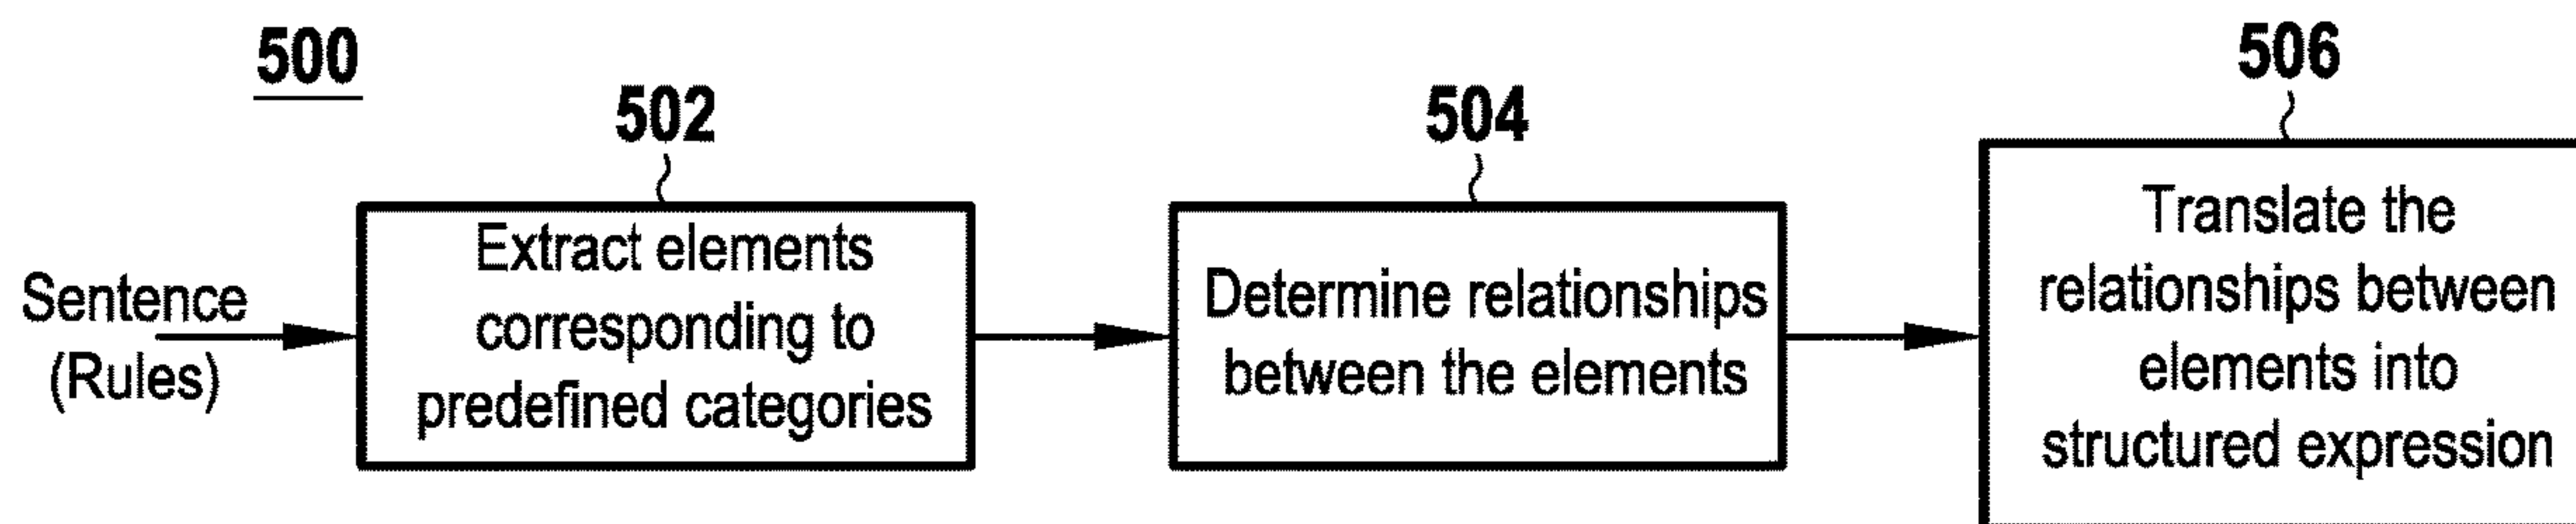 500
502
504
506
Sentence
(Rules)
Extract elements
corresponding to
predefined categories
Determine relationships
between the elements
Translate the
relationships between
elements into
structured expression